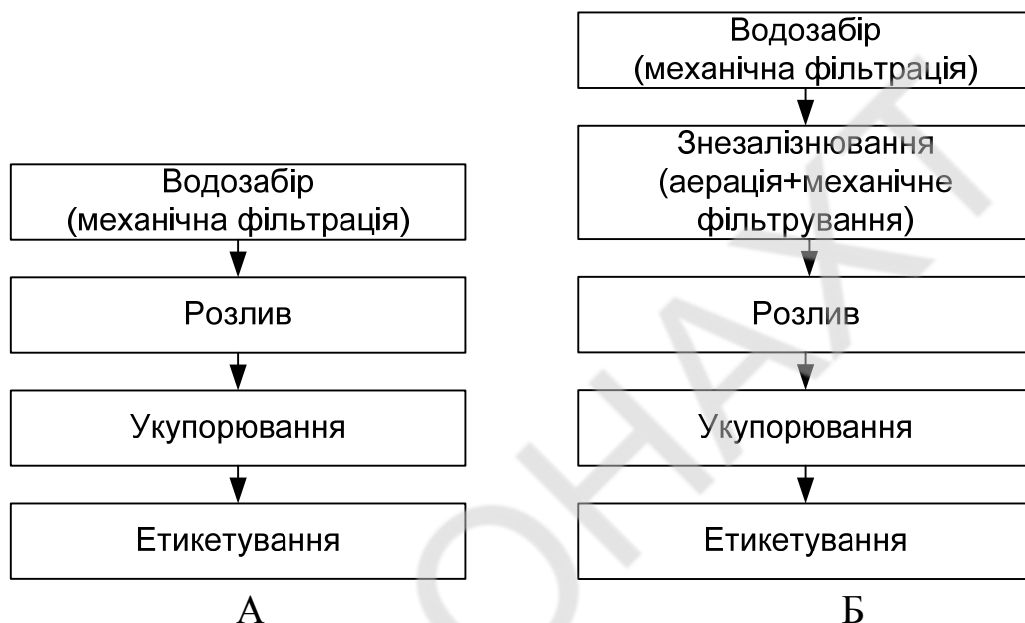 Водозабір
(механічна фільтрація)
Розлив
Укупорювання
Етикетування
А
Водозабір
(механічна фільтрація)
Знезалізнювання
(аерація+механічне
фільтрування)
Розлив
Укупорювання
Етикетування
Б
ОНАХТ